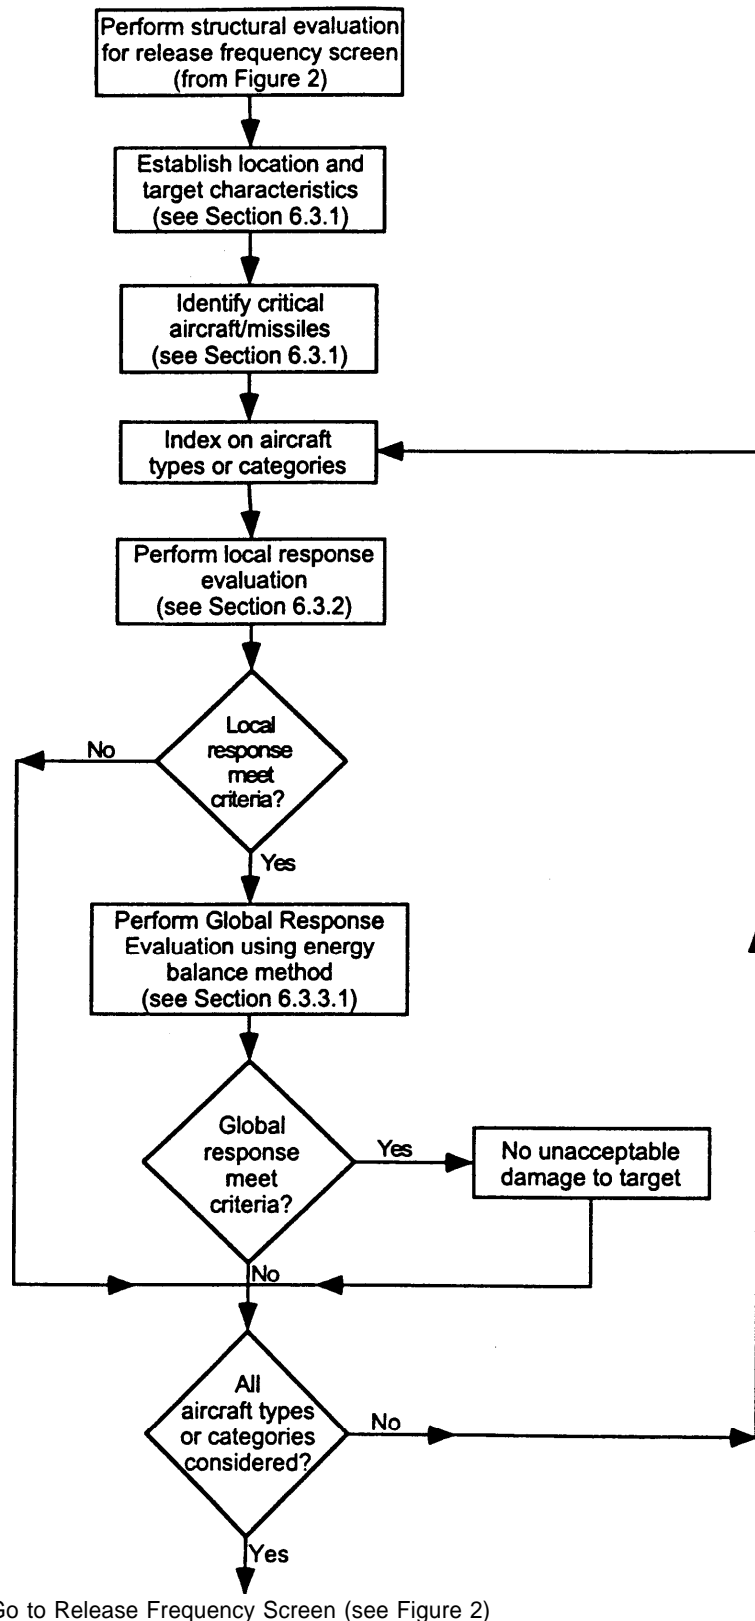 Perform structural evaluation
for release frequency screen
(from Figure 2)
Establish location and
target characteristics
(see Section 6.3.1)
Identify critical
aircraft/missiles
(see Section 6.3.1)
Index on aircraft
types or categories
Perform local response
evaluation
(see Section 6.3.2)
Local
response
meet
criteria?
No
Yes
Perform Global Response
Evaluation using energy
balance method
(see Section 6.3.3.1)
Global
response
meet
criteria?
Yes
No unacceptable
damage to target
No
All
aircraft types
or categories
considered?
No
Yes
Go to Release Frequency Screen (see Figure 2)